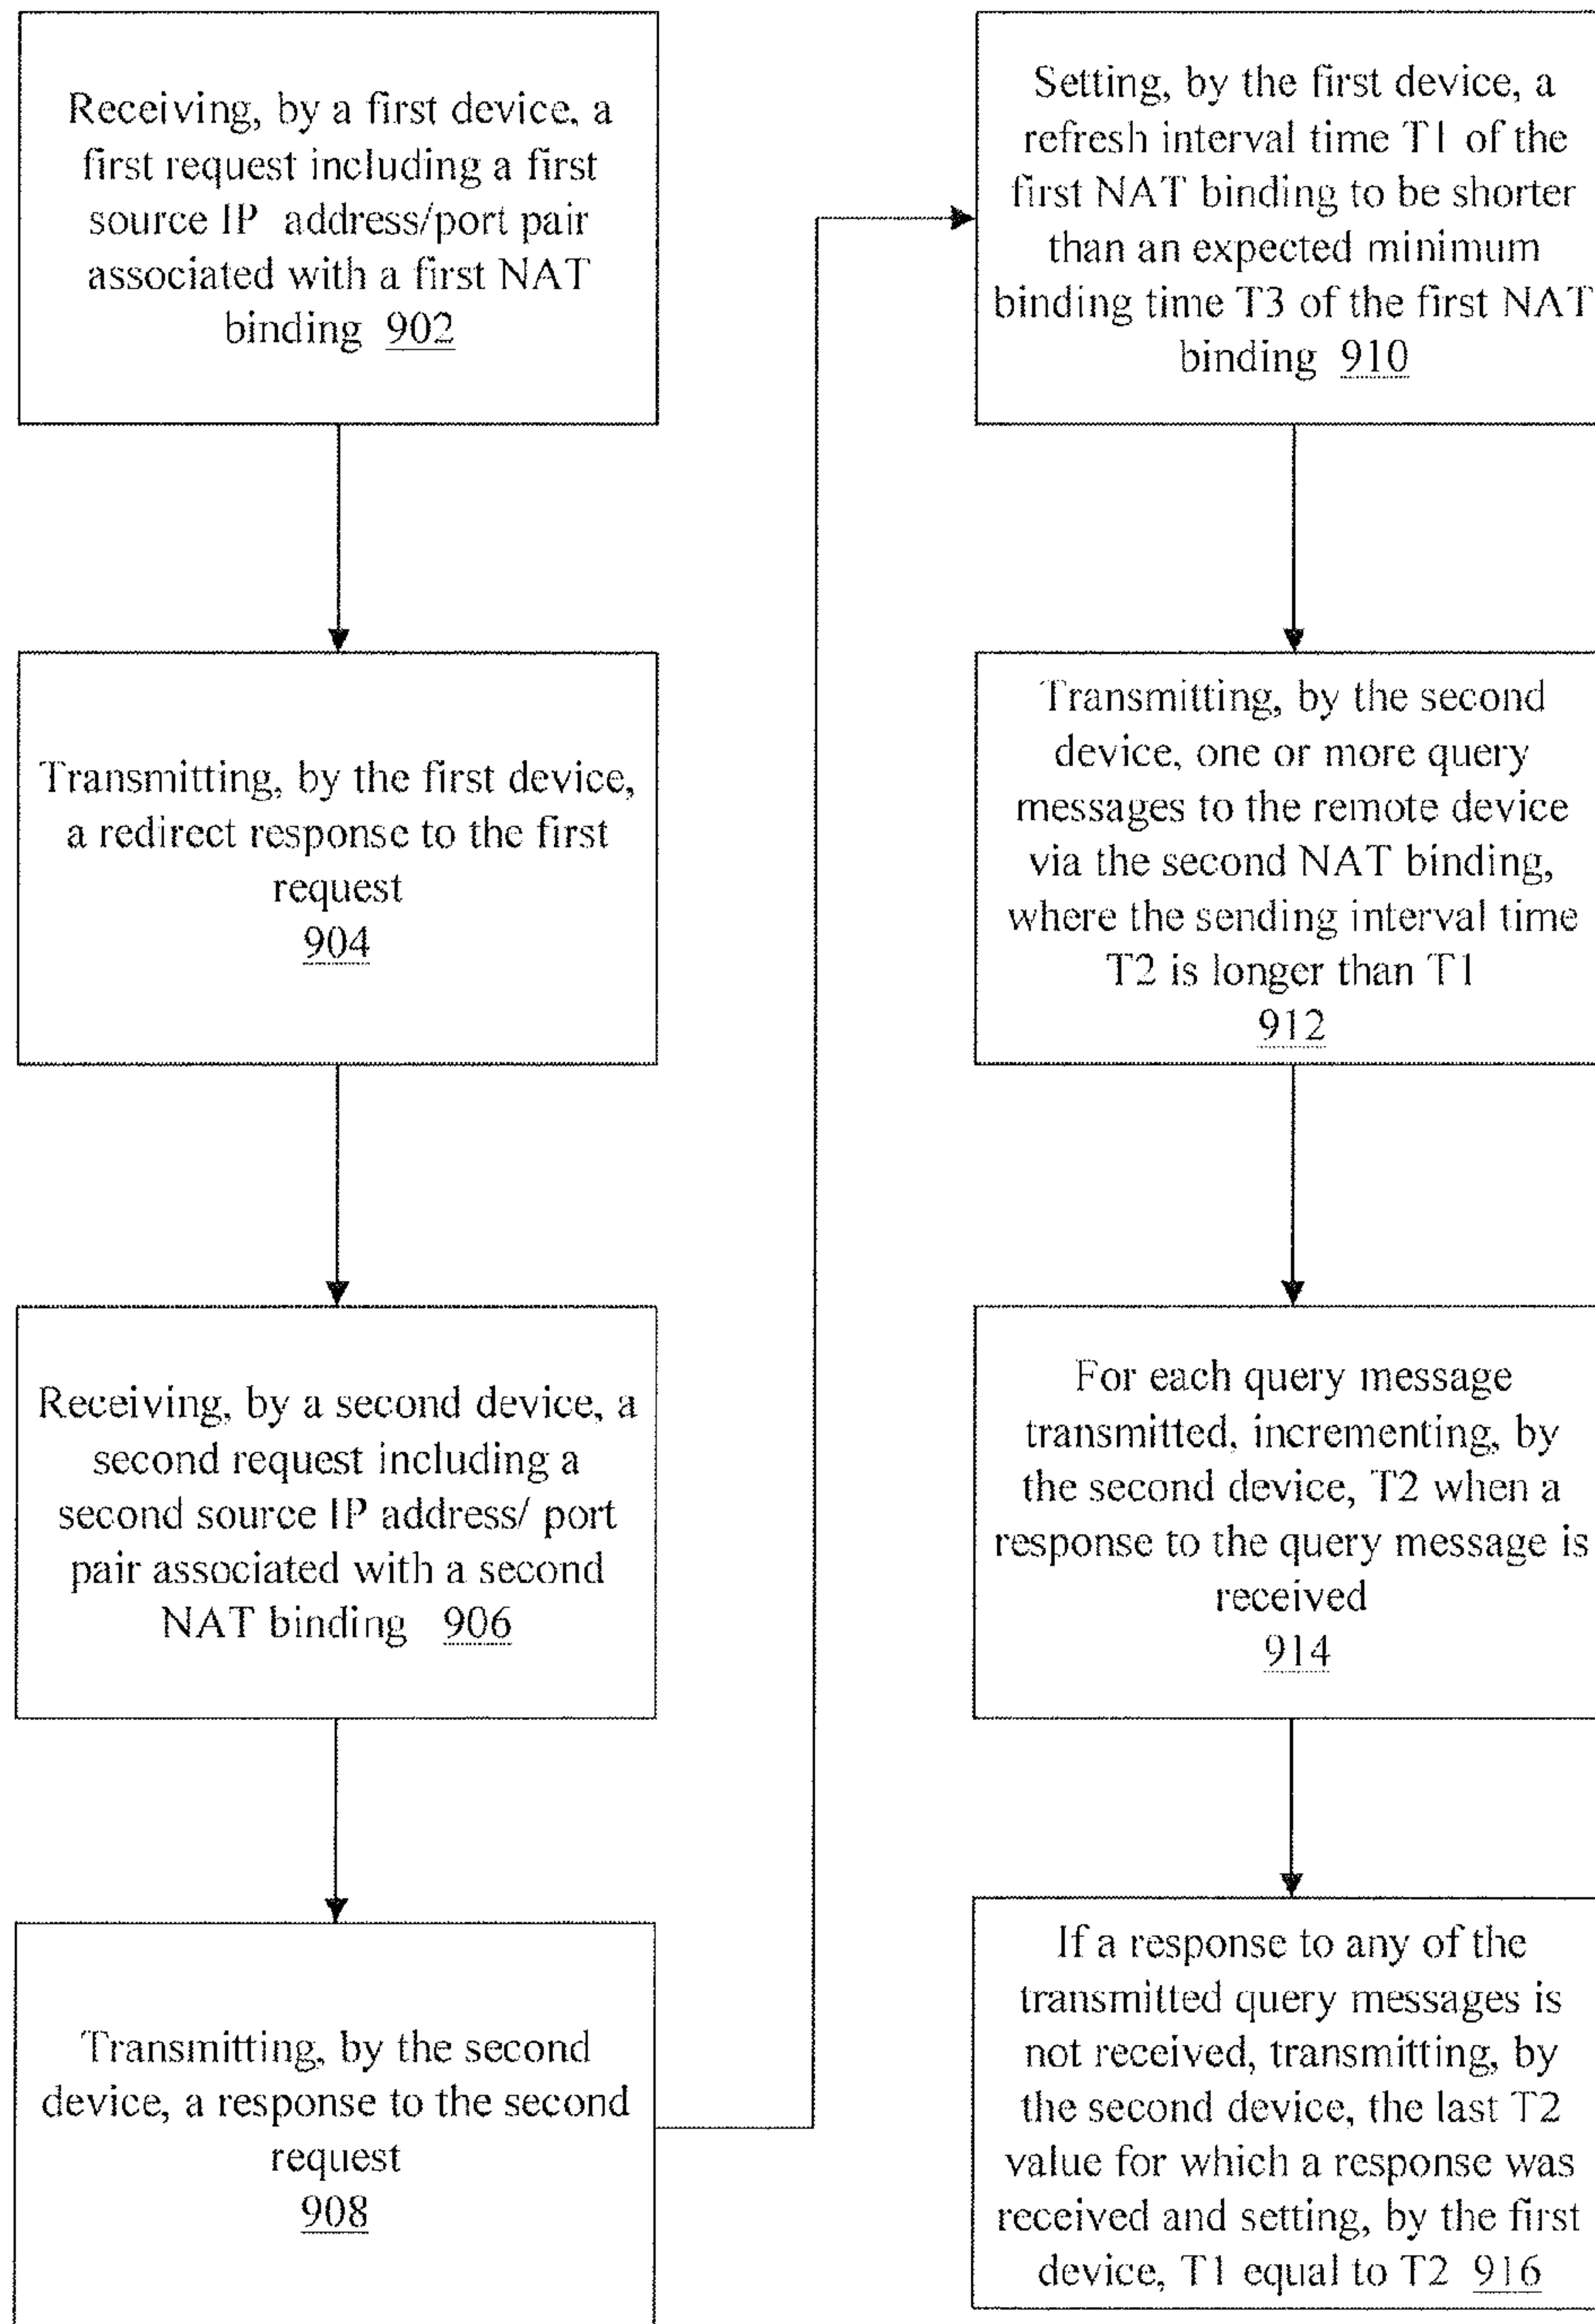 Receiving, by a first device, a
first request including a first
source IP address/port pair
associated with a first NAT
binding 902
Transmitting, by the first device,
a redirect response to the first
request
904
Receiving, by a second device, a
second request including a
second source IP address/ port
pair associated with a second
NAT binding 906
Transmitting, by the second
device, a response to the second
request
908
Setting, by the first device, a
refresh interval time T1 of the
first NAT binding to be shorter
than an expected minimum
binding time T3 of the first NAT
binding 910
Transmitting, by the second
device, one or more query
messages to the remote device
via the second NAT binding,
where the sending interval time
T2 is longer than T1
912
For each query message
transmitted, incrementing, by
the second device, T2 when a
response to the query message is
received
914
If a response to any of the
transmitted query messages is
not received, transmitting, by
the second device, the last T2
value for which a response was
received and setting, by the first
device, T1 equal to T2 916